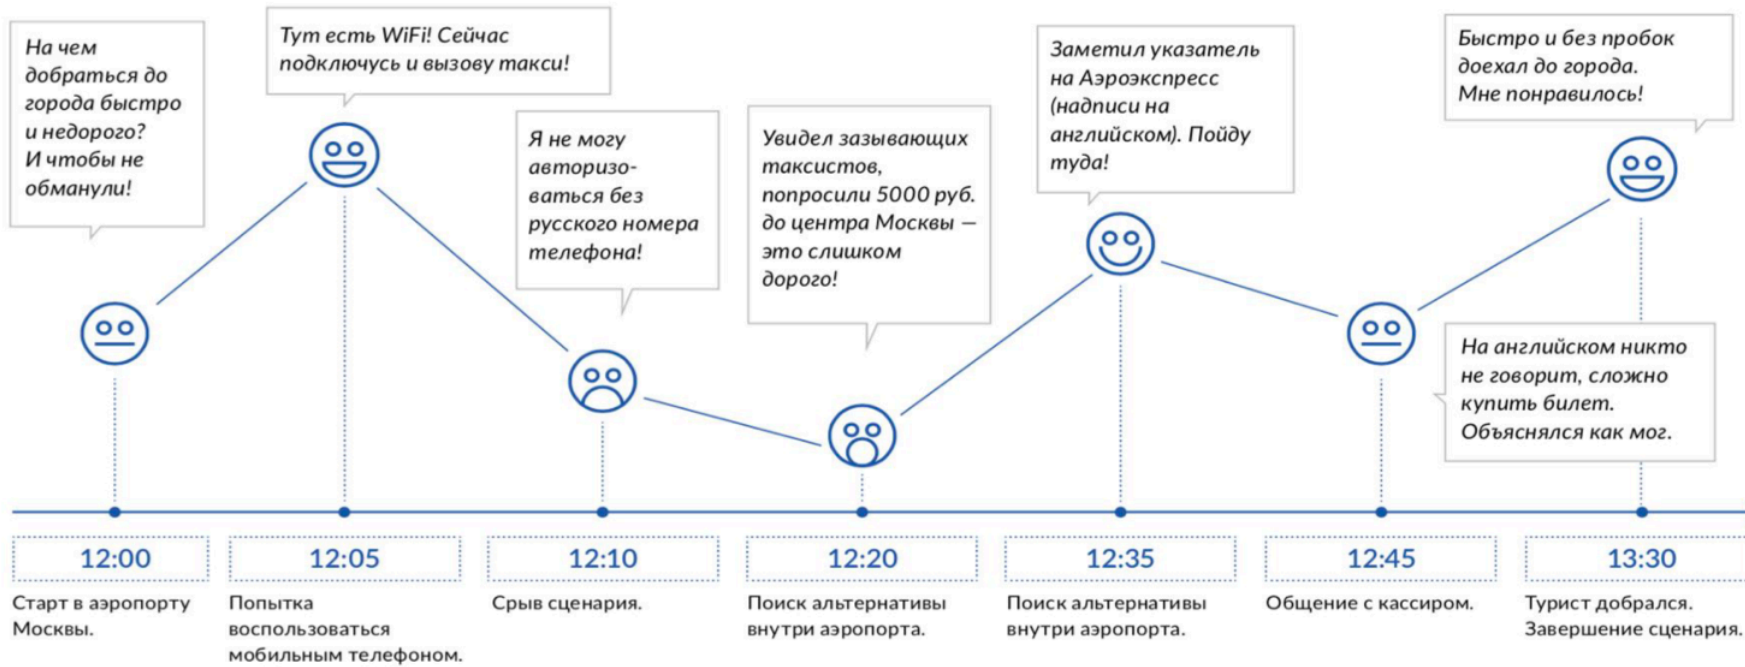 На чем
добраться до
города быстро
и недорого?
И чтобы не
обманули!
Тут есть WiFi! Сейчас
подключусь и вызову такси!
Я не могу
авторизо-
ваться без
русского номера
телефона!
Увидел зазывающих
таксистов,
попросили 5000 руб.
до центра Москвы —
это слишком
дорого!
Заметил указатель
на Аэроэкспресс
(надписи на
английском). Пойду
туда!
На английском никто
не говорит, сложно
купить билет.
Объяснялся как мог.
Быстро и без пробок
доехал до города.
Мне понравилось!
12:00
Старт в аэропорту
Москвы.
12:05
Попытка
воспользоваться
мобильным телефоном.
12:10
Срыв сценария.
12:20
Поиск альтернативы
внутри аэропорта.
12:35
Поиск альтернативы
внутри аэропорта.
12:45
Общение с кассиром.
13:30
Турист добрался.
Завершение сценария.